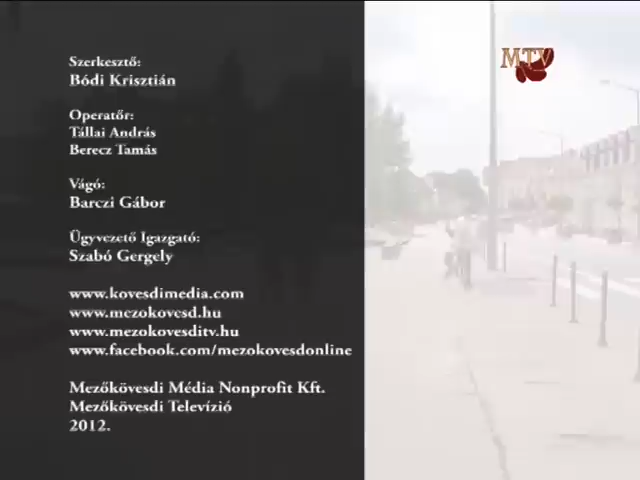 MTV
Szerkesztő:
Bódi Krisztián
Operatőr:
Tállai András
Berecz Tamás
Vágó:
Barczi Gábor
Ügyvezető Igazgató:
Szabó Gergely
www.kovesdimedia.com
www.mezokovesd.hu
www.mezokovesditv.hu
www.facebook.com/mezokovesdonline
Mezőkövesdi Média Nonprofit Kft.
Mezőkövesdi Televízió
2012.